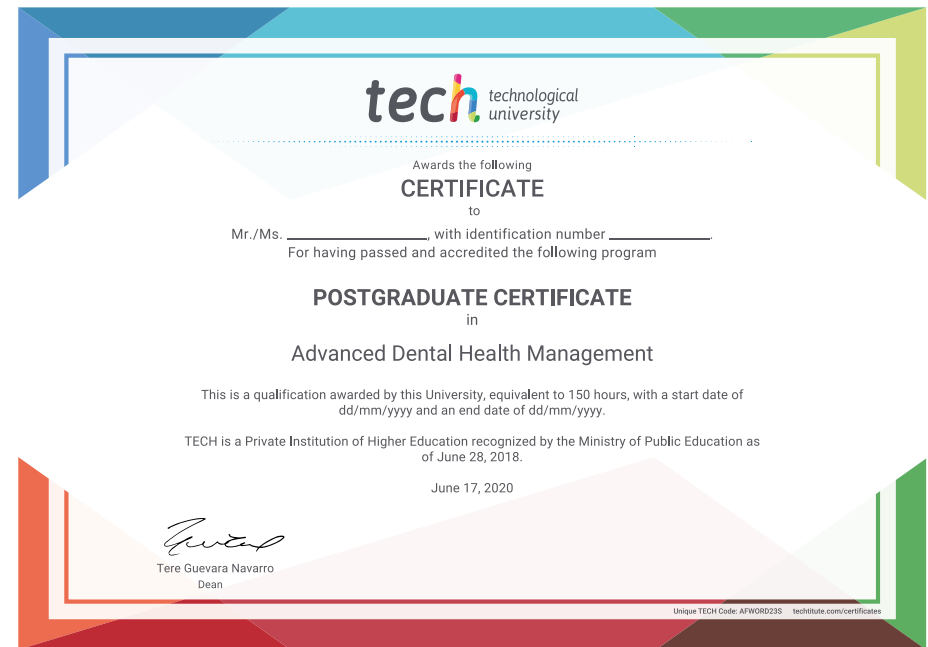 tech technological
university
Awards the following
CERTIFICATE
to
Mr./Ms. ____________________, with identification number ______________.
For having passed and accredited the following program
POSTGRADUATE CERTIFICATE
in
Advanced Dental Health Management
This is a qualification awarded by this University, equivalent to 150 hours, with a start date of
dd/mm/yyyy and an end date of dd/mm/yyyy.
TECH is a Private Institution of Higher Education recognized by the Ministry of Public Education as
of June 28, 2018.
June 17, 2020
Tere Guevara Navarro
Dean
Unique TECH Code: AFWORD23S techtitute.com/certificates